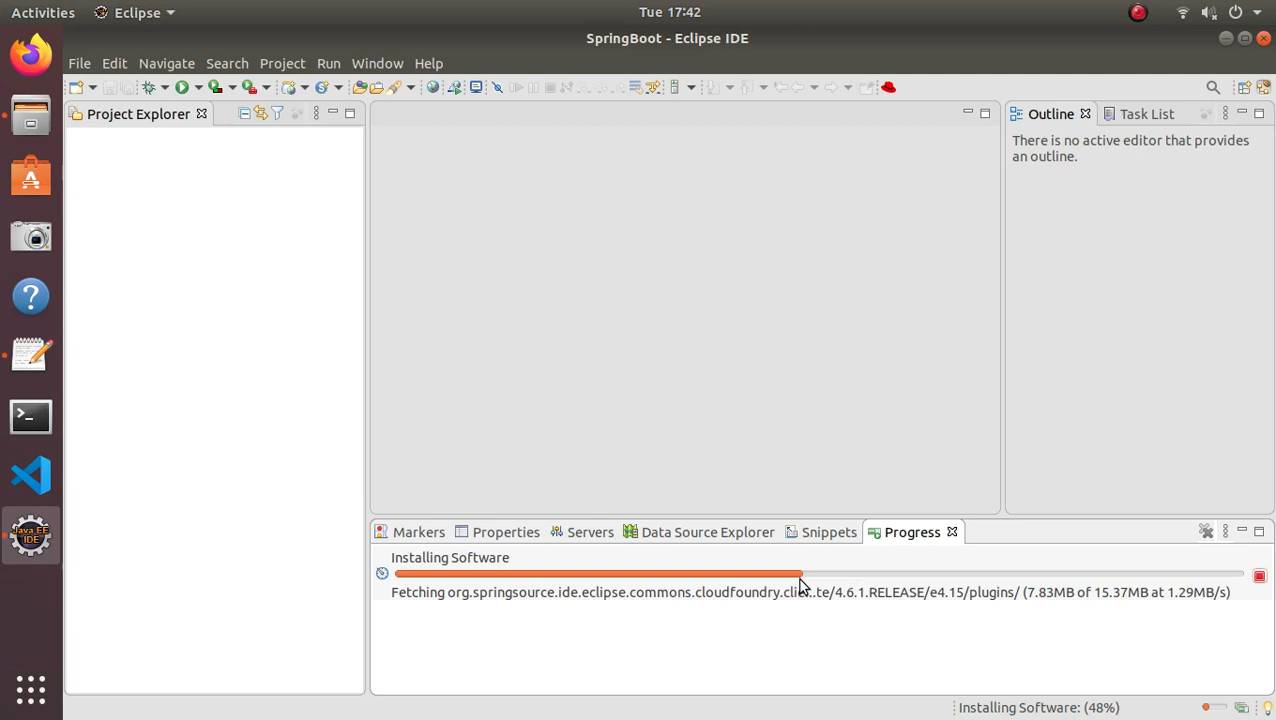 Activities Eclipse Tue 17:42
SpringBoot - Eclipse IDE
File Edit Navigate Search Project Run Window Help
Project Explorer Outline Task List
There is no active editor that provides
an outline.
Java EE
IDE
Markers Properties Servers Data Source Explorer Snippets Progress
Installing Software
Fetching org.springsource.ide.eclipse.commons.cloudfoundry.cli...te/4.6.1.RELEASE/e4.15/plugins/ (7.83MB of 15.37MB at 1.29MB/s)
Installing Software: (48%)